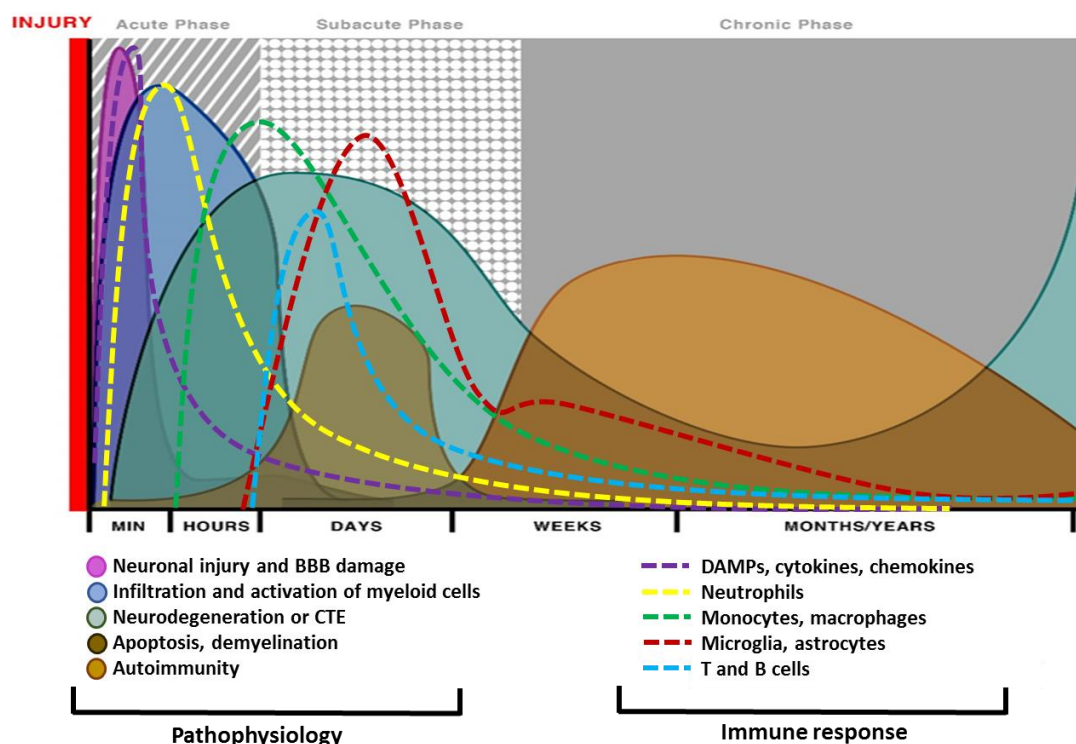 INJURY Acute Phase Subacute Phase Chronic Phase
MIN HOURS DAYS WEEKS MONTHS/YEARS
Neuronal injury and BBB damage
Infiltration and activation of myeloid cells
Neurodegeneration or CTE
Apoptosis, demyelination
Autoimmunity
Pathophysiology
DAMPs, cytokines, chemokines
Neutrophils
Monocytes, macrophages
Microglia, astrocytes
T and B cells
Immune response